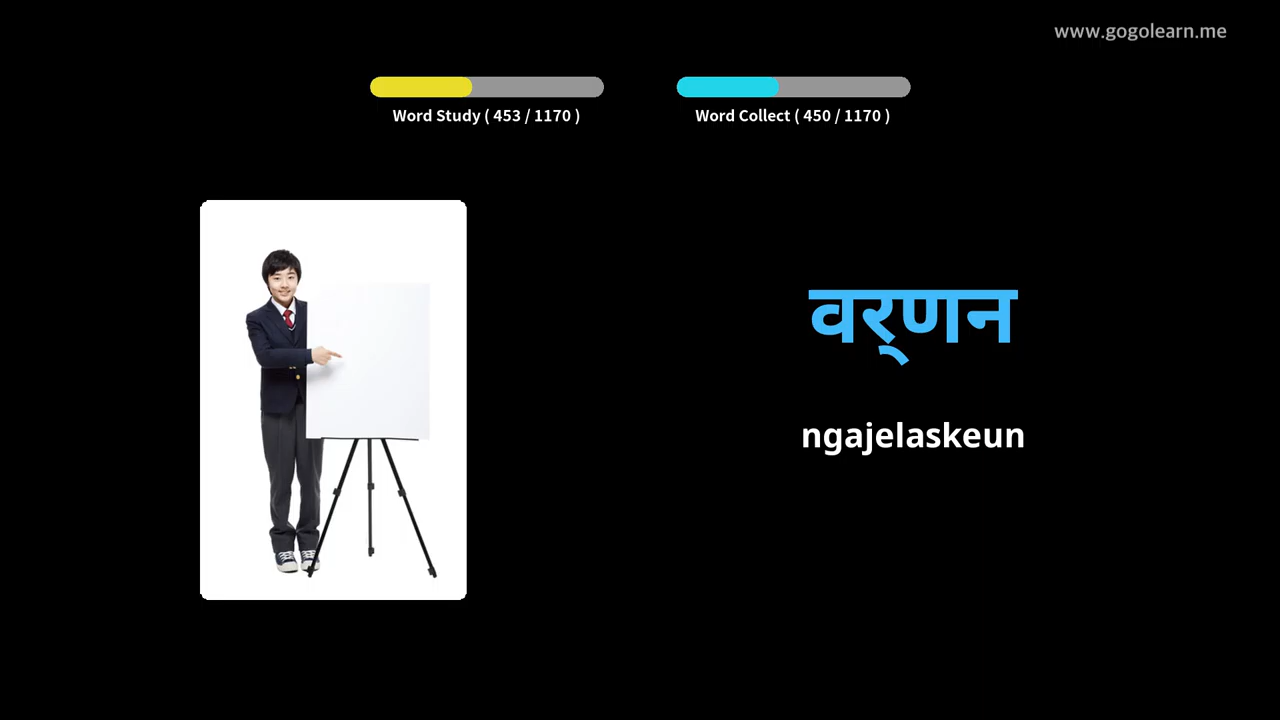 www.gogolearn.me
Word Study ( 453 / 1170 )
Word Collect ( 450 / 1170 )
वर्‌णन
ngajelaskeun